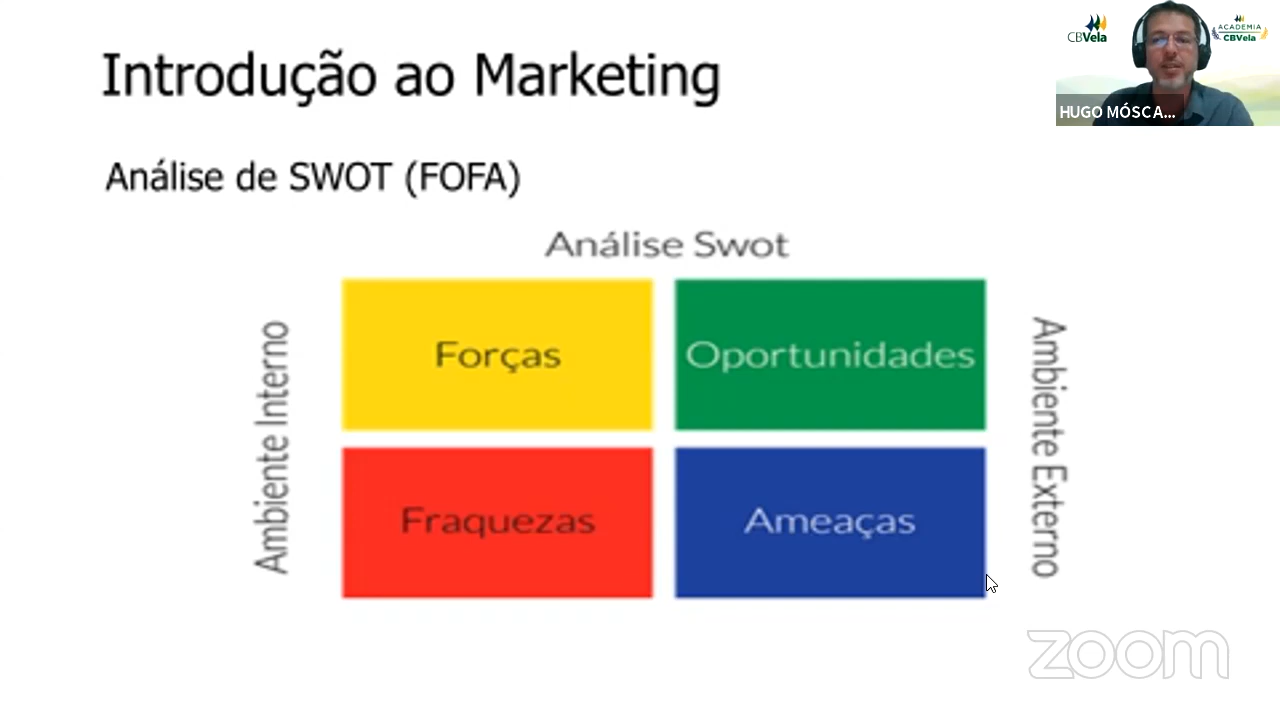 Introdução ao Marketing
CBVela
ACADEMIA
CBVela
HUGO MÓSCA...
Análise de SWOT (FOFA)
Análise Swot
Ambiente Interno
Forças
Oportunidades
Ambiente Externo
Fraquezas
Ameaças
zoom